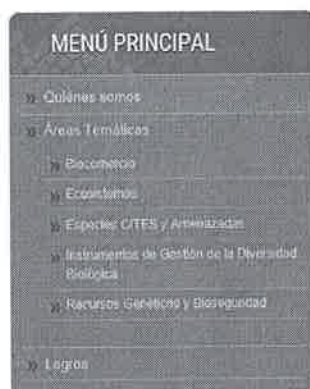 MENÚ PRINCIPAL
» Quiénes somos
» Áreas Temáticas
» Biocomercio
» Ecosistemas
» Especies CITES y Amenazadas
» Instrumentos de Gestión de la Diversidad
Biológica
» Recursos Genéticos y Bioseguridad
» Logros